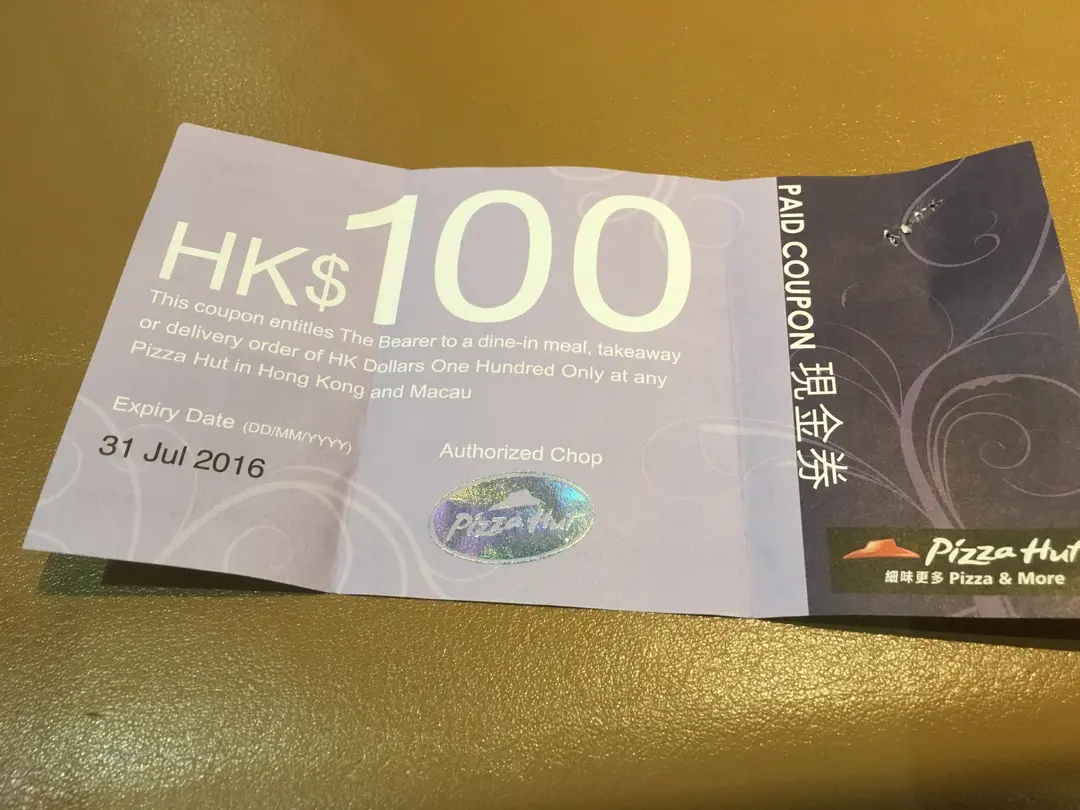 HK$100
This coupon entitles The Bearer to a dine-in meal, takeaway
or delivery order of HK Dollars One Hundred Only at any
Pizza Hut in Hong Kong and Macau
Expiry Date (DD/MM/YYYY)
31 Jul 2016
Authorized Chop
Pizza Hut
PAID COUPON 現金券
Pizza Hut
細味更多 Pizza & More